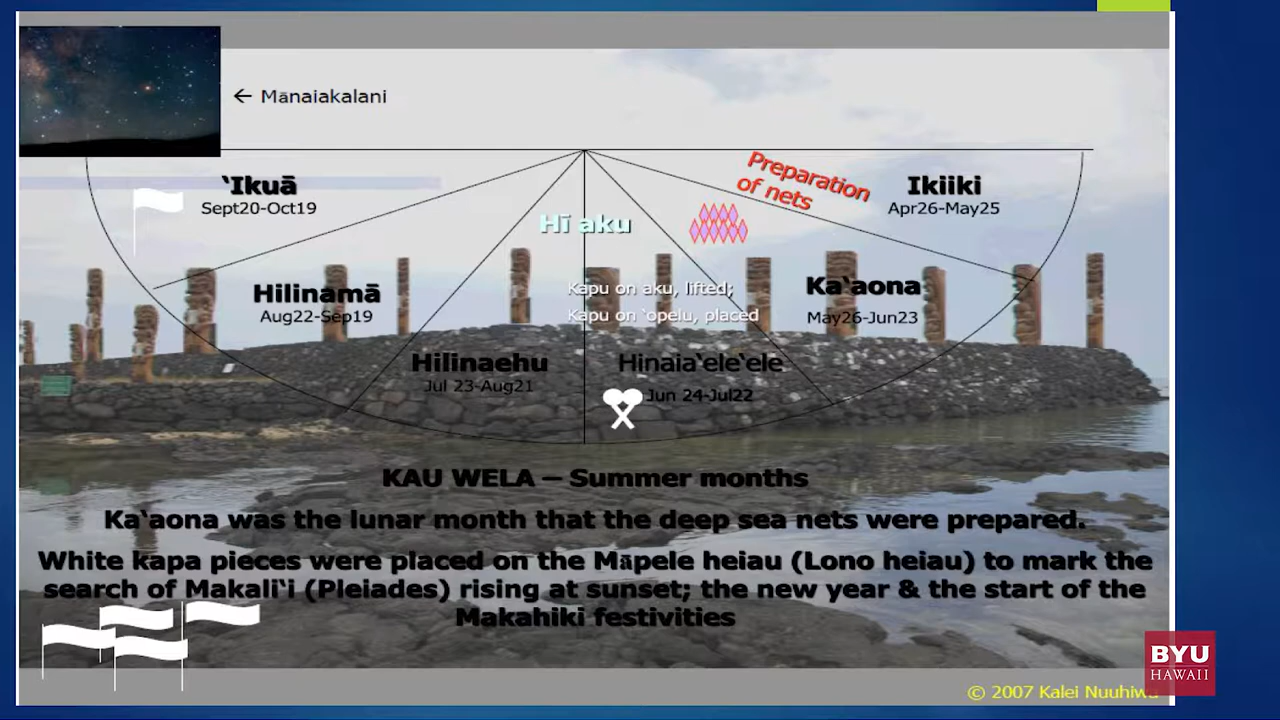 ← Mānaiakalani
Preparation
of nets
ʻIkuā
Sept20-Oct19
Ikiiki
Apr26-May25
Hī aku
Hilinamā
Aug22-Sep19
Kapu on aku, lifted;
Kapu on ʻopelu, placed
Kaʻaona
May26-Jun23
Hilinaehu
Jul 23-Aug21
Hinaiaʻeleʻele
Jun 24-Jul22
KAU WELA – Summer months
Kaʻaona was the lunar month that the deep sea nets were prepared.
White kapa pieces were placed on the Māpele heiau (Lono heiau) to mark the
search of Makaliʻi (Pleiades) rising at sunset; the new year & the start of the
Makahiki festivities
BYU
HAWAII
© 2007 Kalei Nuuhiwa